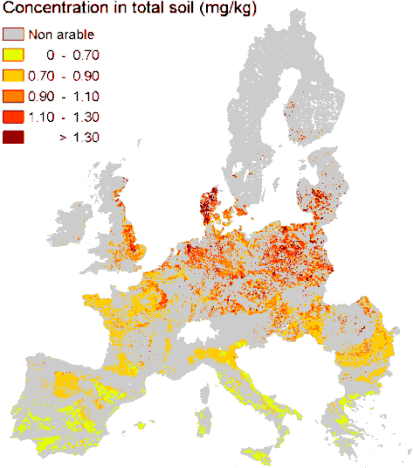 Concentration in total soil (mg/kg)
Non arable
0 - 0.70
0.70 - 0.90
0.90 - 1.10
1.10 - 1.30
> 1.30